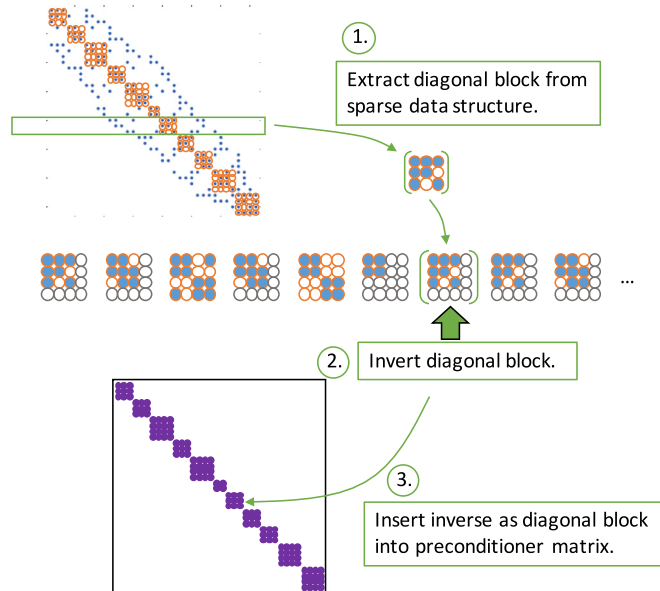 1.
Extract diagonal block from
sparse data structure.
...
2.
Invert diagonal block.
3.
Insert inverse as diagonal block
into preconditioner matrix.